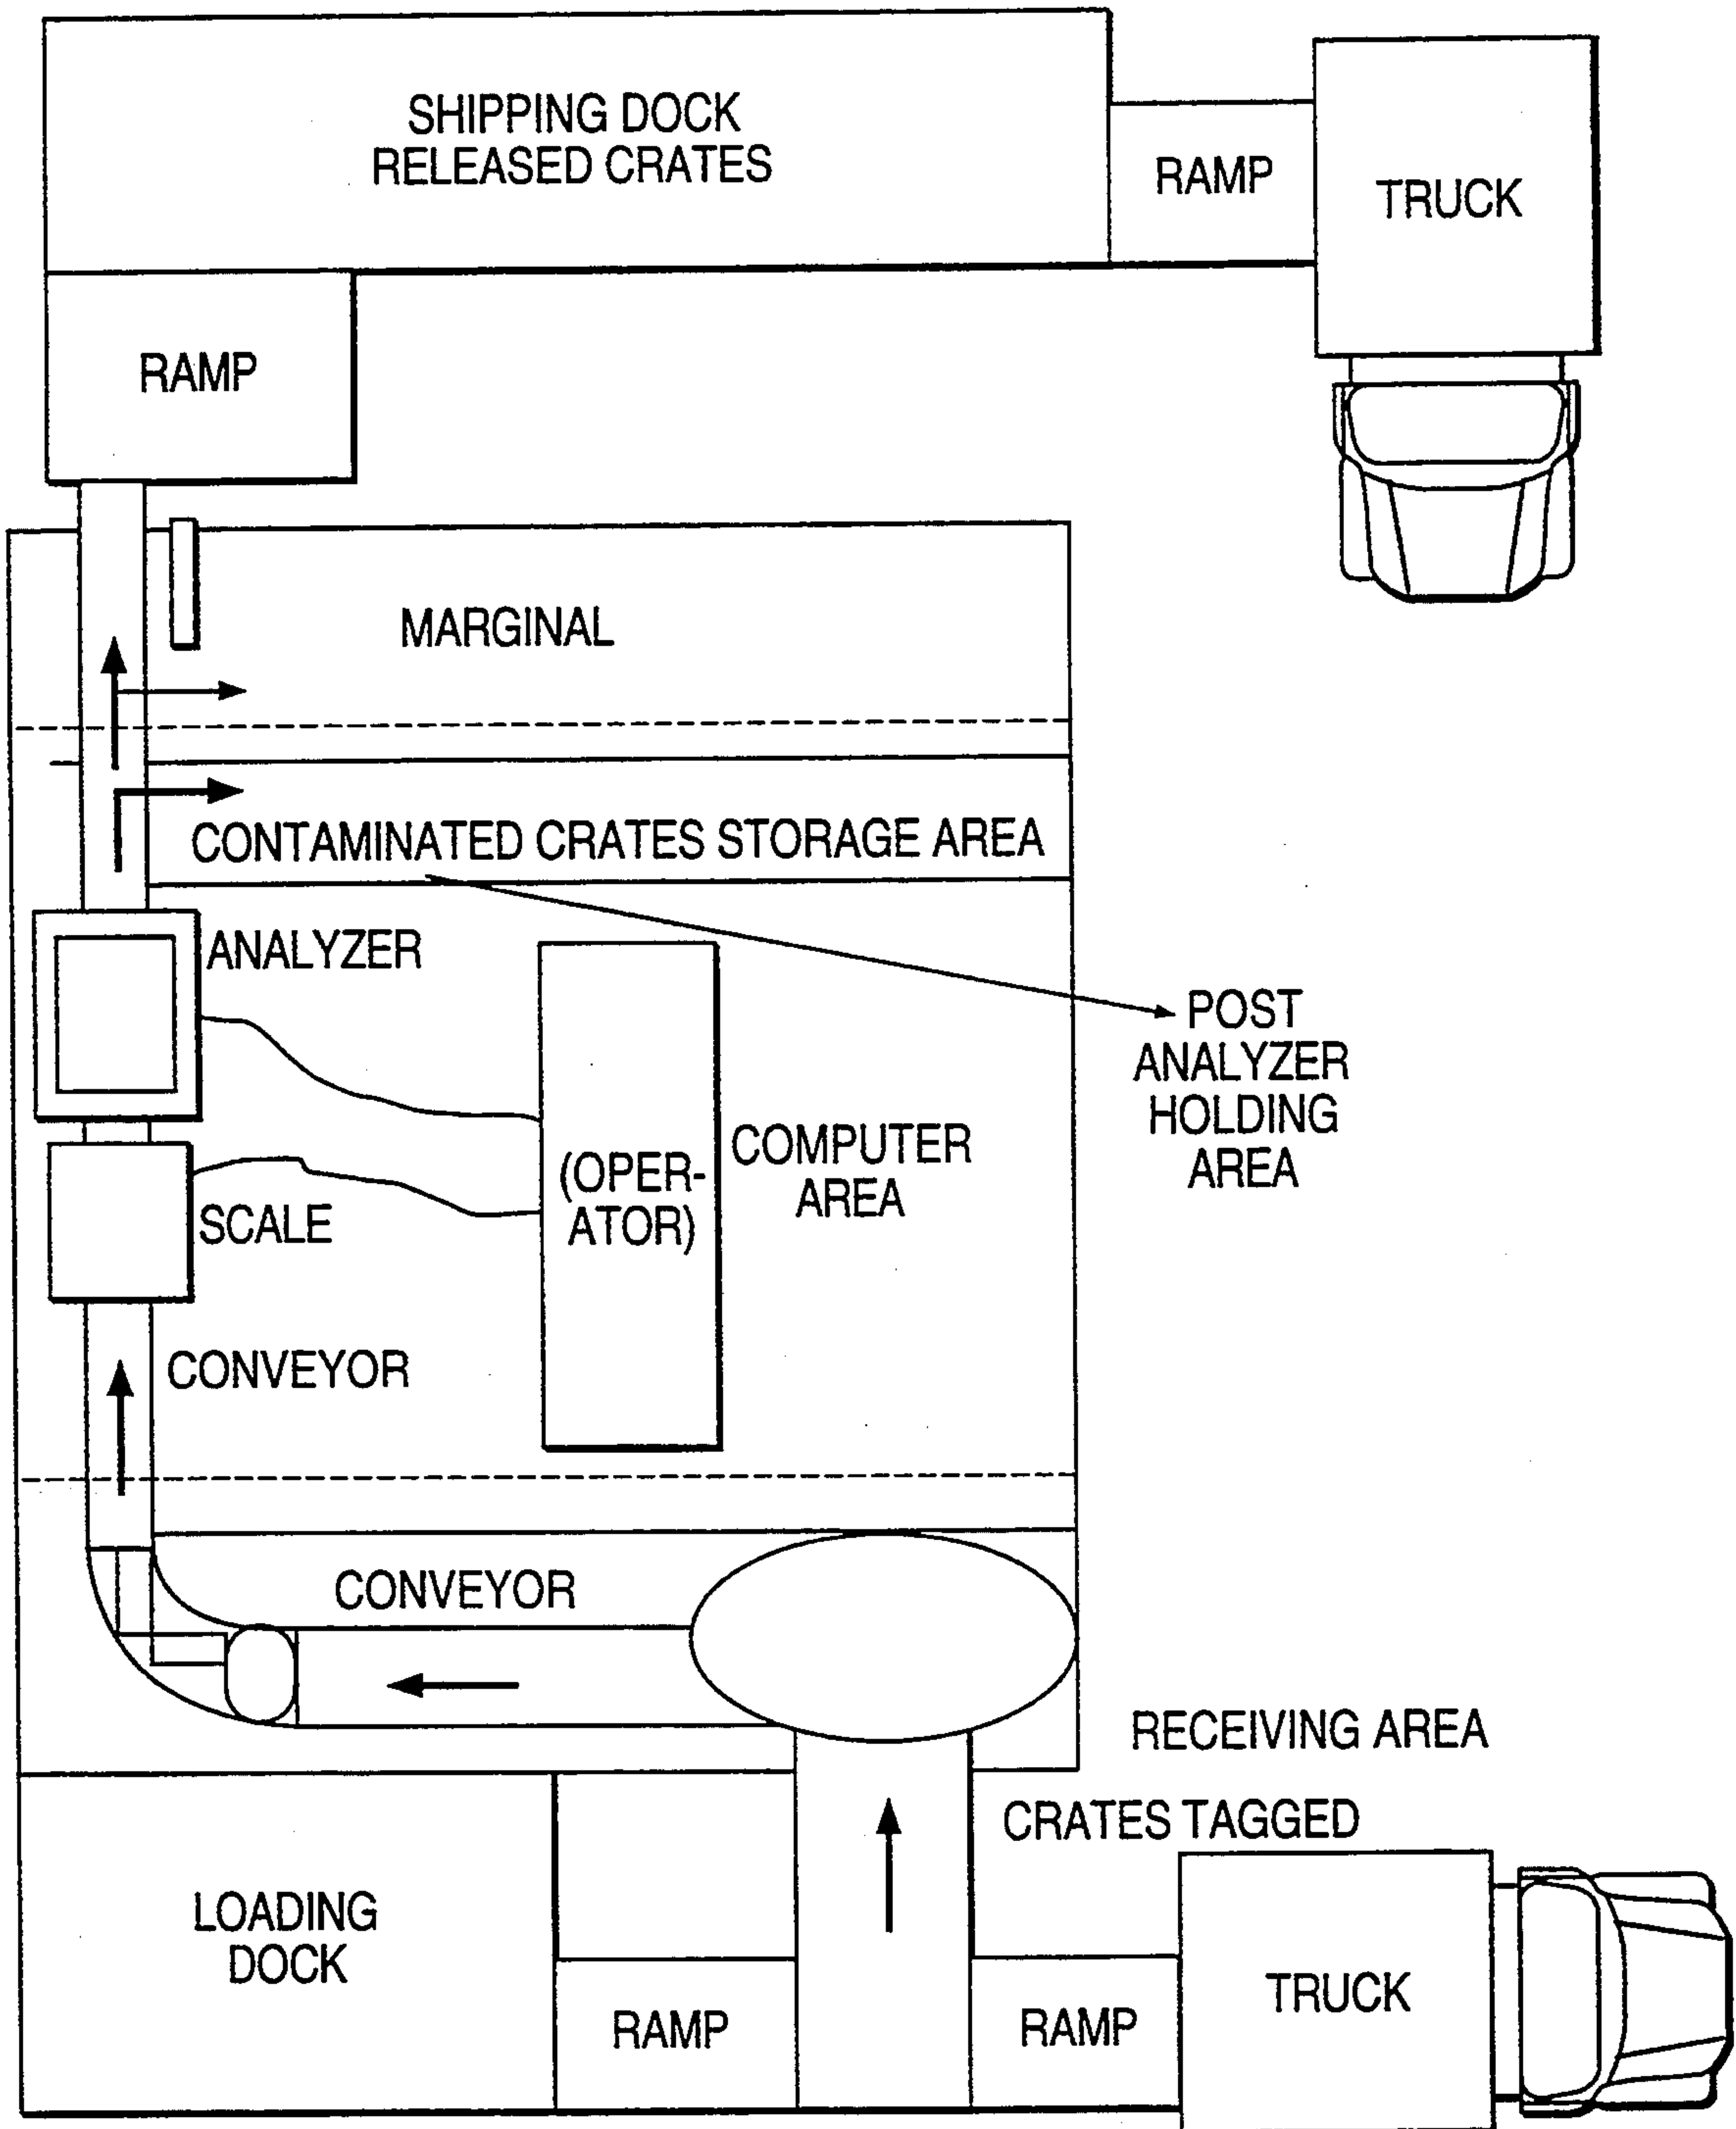 SHIPPING DOCK
RELEASED CRATES
RAMP
TRUCK
RAMP
MARGINAL
CONTAMINATED CRATES STORAGE AREA
ANALYZER
POST
ANALYZER
HOLDING
AREA
(OPER-
ATOR)
COMPUTER
AREA
SCALE
CONVEYOR
CONVEYOR
RECEIVING AREA
CRATES TAGGED
LOADING
DOCK
RAMP
RAMP
TRUCK